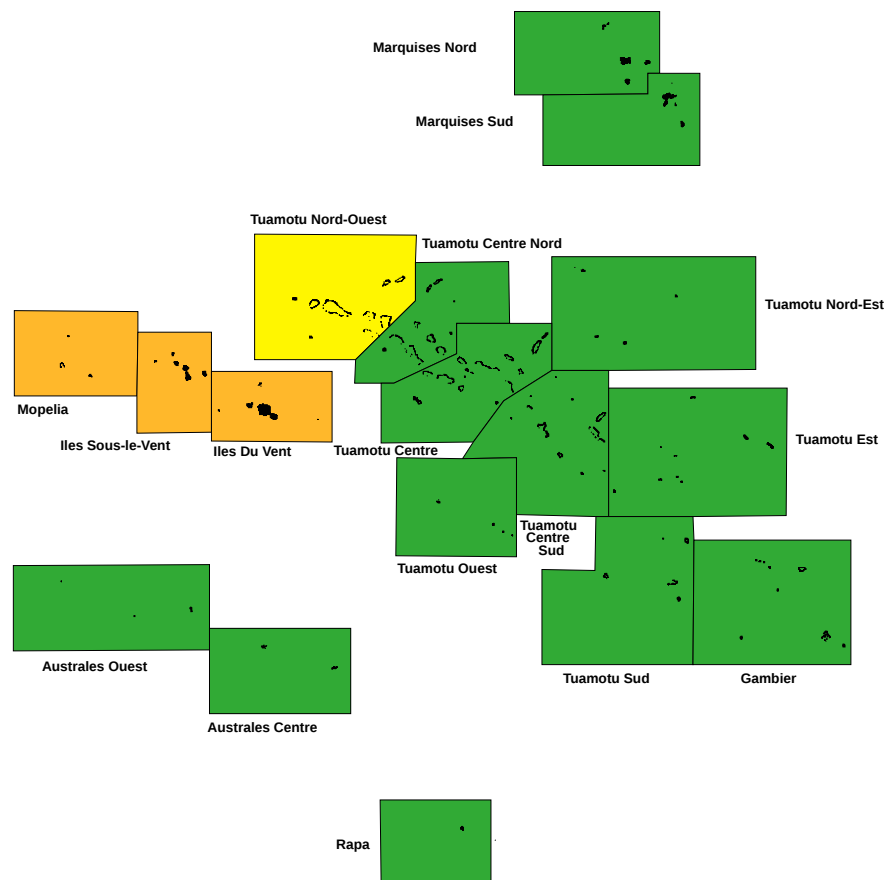 Marquises Nord
Marquises Sud
Tuamotu Nord-Ouest
Tuamotu Centre Nord
Tuamotu Nord-Est
Mopelia
Iles Sous-le-Vent
Iles Du Vent
Tuamotu Centre
Tuamotu Est
Tuamotu
Centre
Sud
Tuamotu Ouest
Australes Ouest
Tuamotu Sud
Gambier
Australes Centre
Rapa